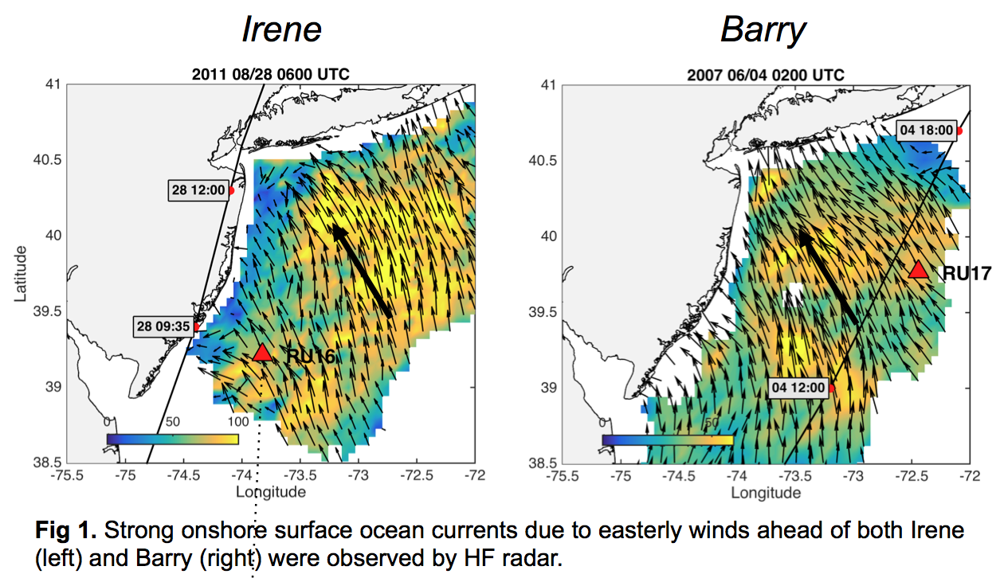 Irene
Barry
2011 08/28 0600 UTC
2007 06/04 0200 UTC
41
40.5
40
39.5
39
38.5
Latitude
28 12:00
28 09:35
RU16
0 50 100
-75.5 -75 -74.5 -74 -73.5 -73 -72.5 -72
Longitude
41
40.5
40
39.5
39
38.5
04 18:00
RU17
04 12:00
0 50
-75.5 -75 -74.5 -74 -73.5 -73 -72.5 -72
Longitude
Fig 1. Strong onshore surface ocean currents due to easterly winds ahead of both Irene
(left) and Barry (right) were observed by HF radar.